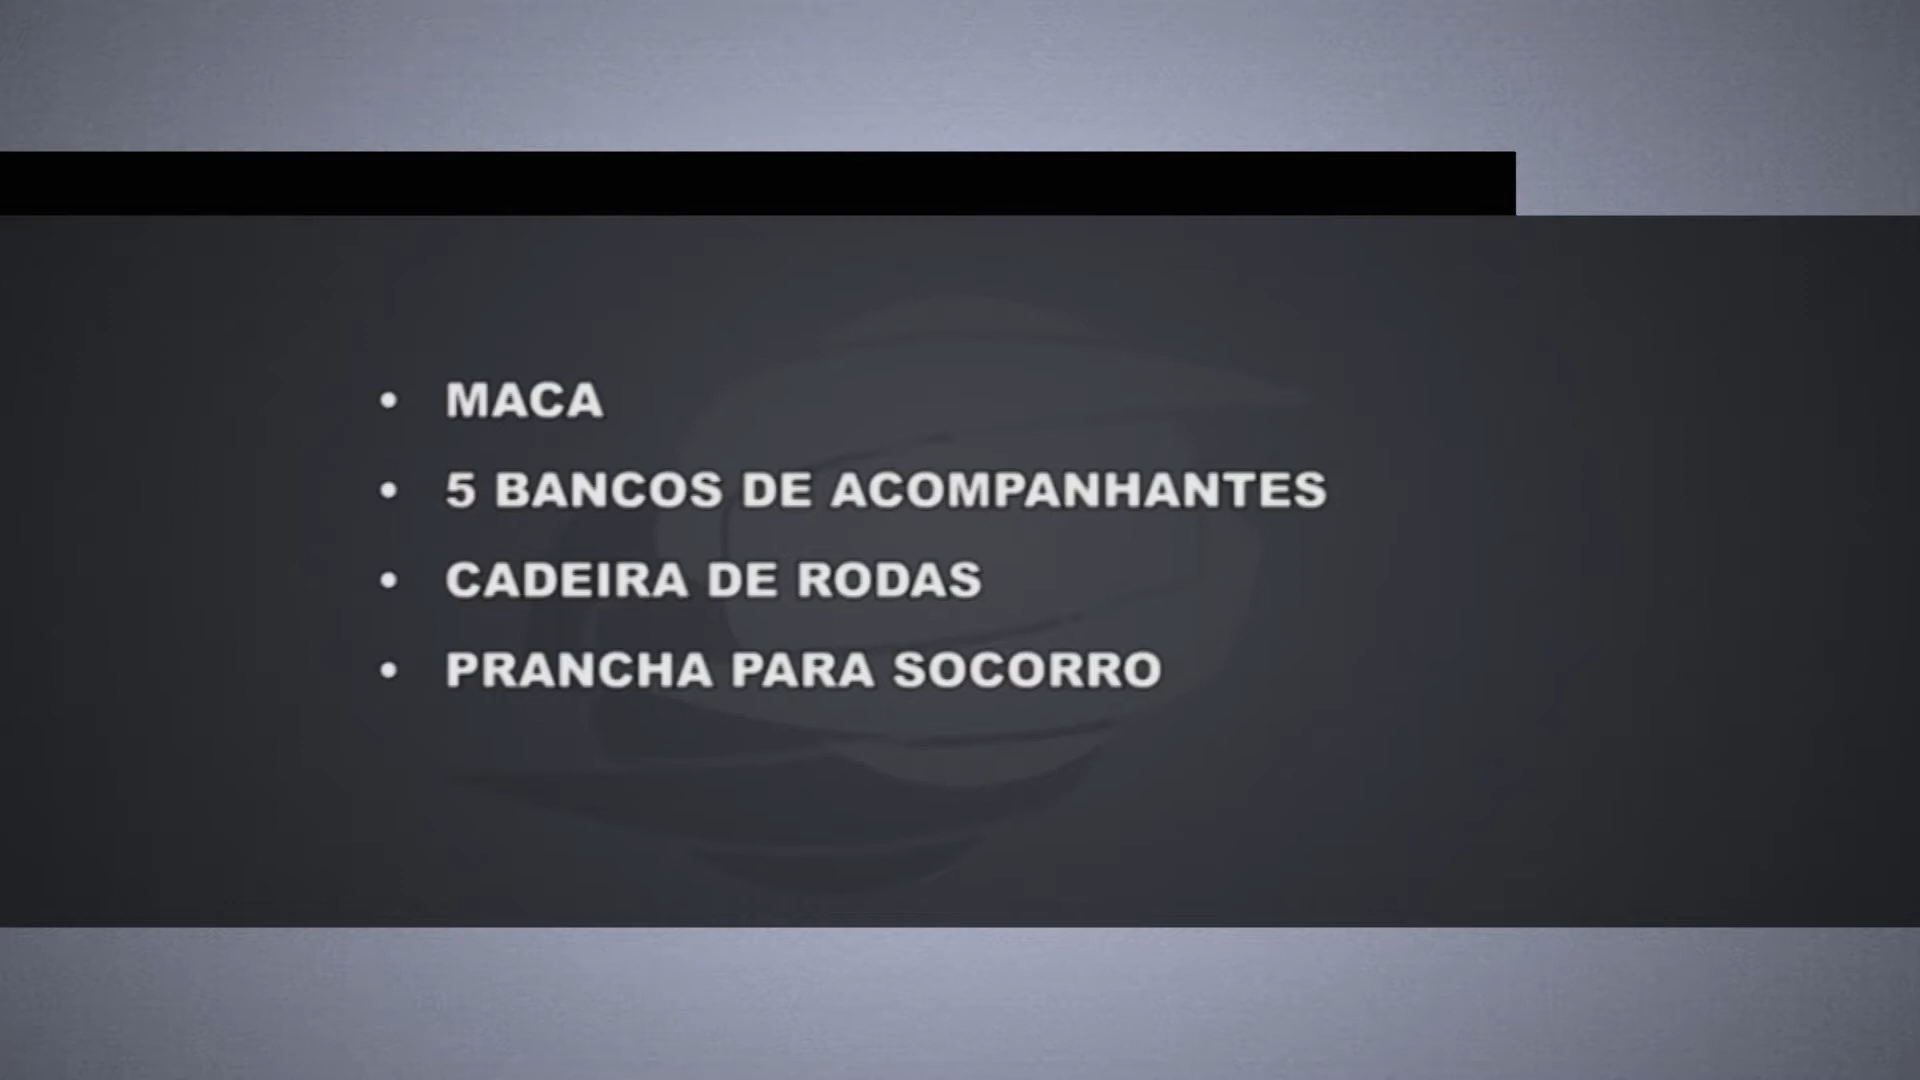 • MACA
• 5 BANCOS DE ACOMPANHANTES
• CADEIRA DE RODAS
• PRANCHA PARA SOCORRO